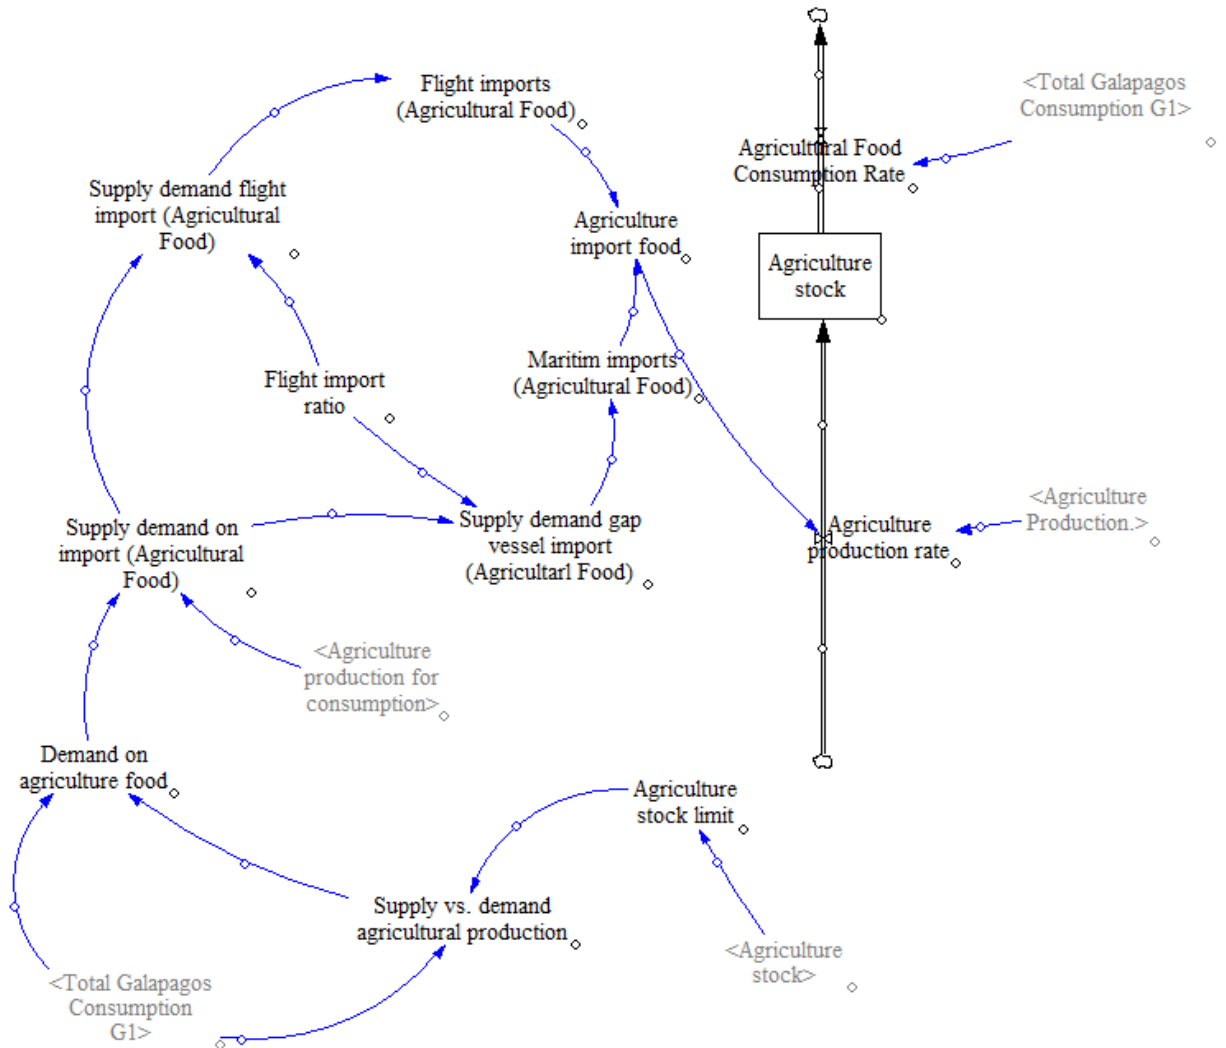 Flight imports
(Agricultural Food)
<Total Galapagos
Consumption G1>
Agricultural Food
Consumption Rate
Supply demand flight
import (Agricultural
Food)
Agriculture
import food
Agriculture
stock
Maritim imports
(Agricultural Food)
Flight import
ratio
Supply demand on
import (Agricultural
Food)
Supply demand gap
vessel import
(Agricultarl Food)
Agriculture
production rate
<Agriculture
Production.>
<Agriculture
production for
consumption>
Demand on
agriculture food
Agriculture
stock limit
Supply vs. demand
agricultural production
<Agriculture
stock>
<Total Galapagos
Consumption
G1>